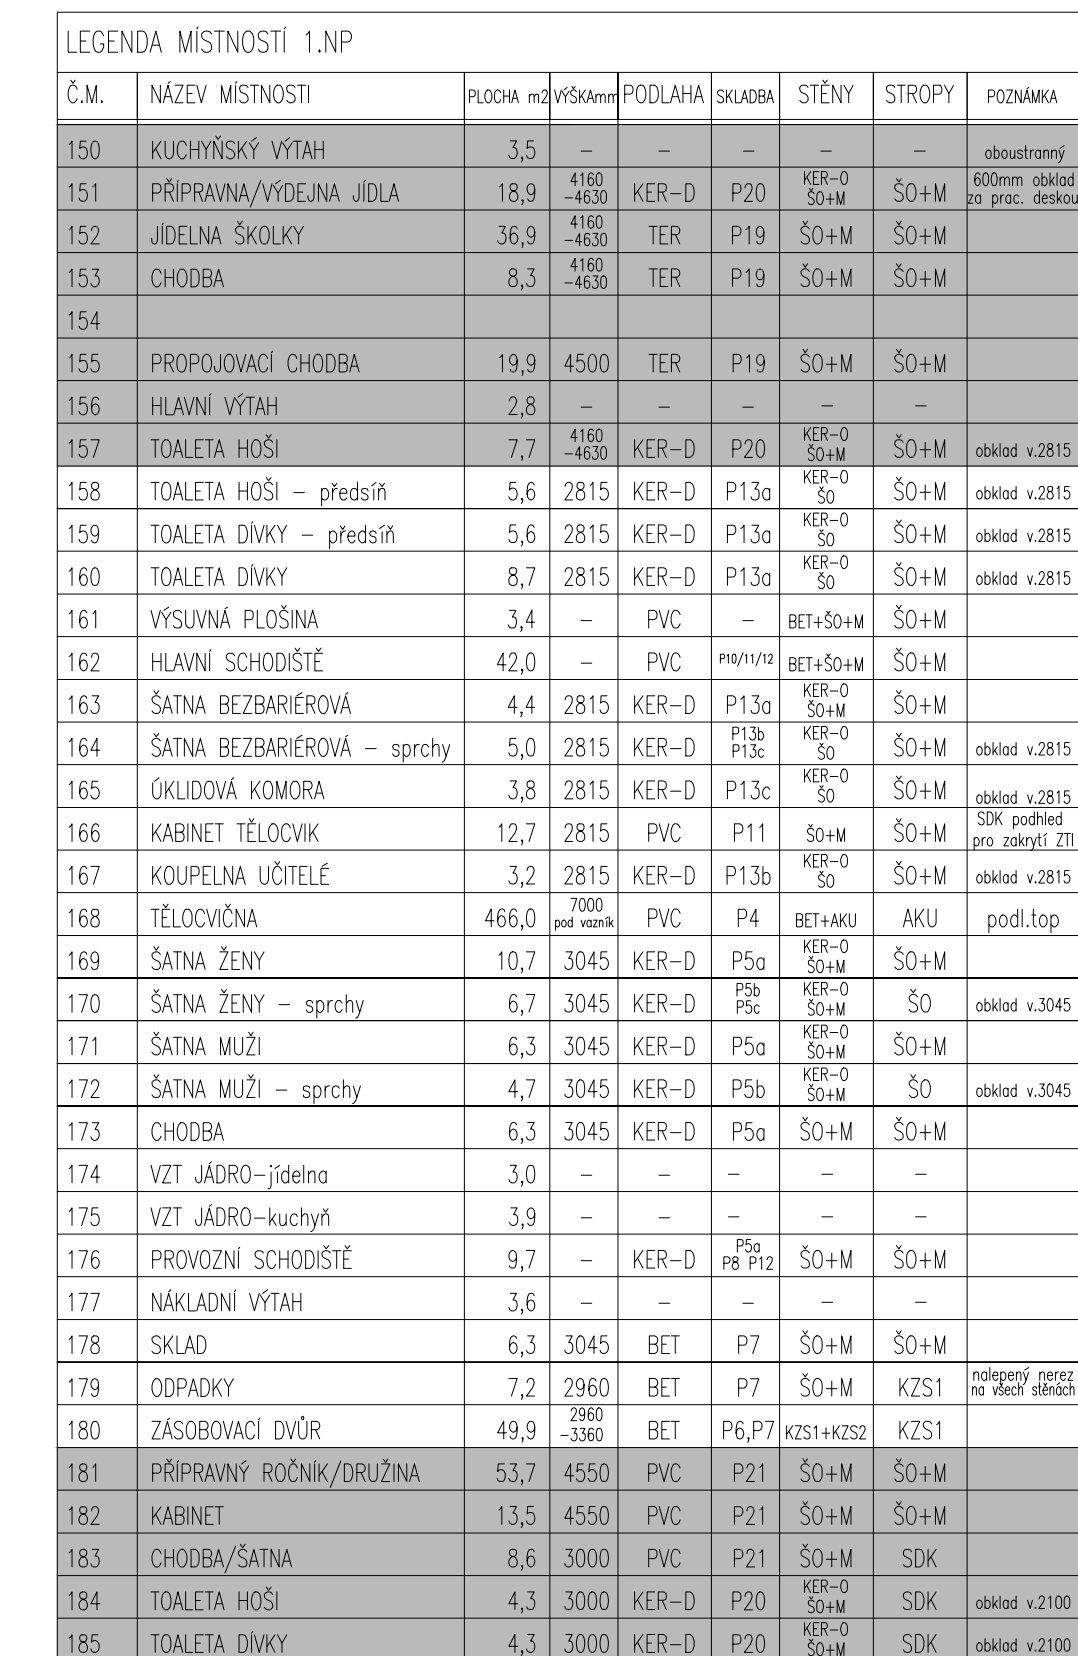 LEGENDA MÍSTNOSTÍ 1.NP
Č.M. NÁZEV MÍSTNOSTI PLOCHA m2 VÝŠKAmm PODLAHA SKLADBA STĚNY STROPY POZNÁMKA
150 KUCHYŇSKÝ VÝTAH 3,5 – – – – – oboustranný
151 PŘÍPRAVNA/VÝDEJNA JÍDLA 18,9 4160 –4630 KER–D P20 KER–O ŠO+M ŠO+M 600mm obklad za prac. deskou
152 JÍDELNA ŠKOLKY 36,9 4160 –4630 TER P19 ŠO+M ŠO+M
153 CHODBA 8,3 4160 –4630 TER P19 ŠO+M ŠO+M
154
155 PROPOJOVACÍ CHODBA 19,9 4500 TER P19 ŠO+M ŠO+M
156 HLAVNÍ VÝTAH 2,8 – – – – –
157 TOALETA HOŠI 7,7 4160 –4630 KER–D P20 KER–O ŠO+M ŠO+M obklad v.2815
158 TOALETA HOŠI – předsíň 5,6 2815 KER–D P13a KER–O ŠO ŠO+M obklad v.2815
159 TOALETA DÍVKY – předsíň 5,6 2815 KER–D P13a KER–O ŠO ŠO+M obklad v.2815
160 TOALETA DÍVKY 8,7 2815 KER–D P13a KER–O ŠO ŠO+M obklad v.2815
161 VÝSUVNÁ PLOŠINA 3,4 – PVC – BET+ŠO+M ŠO+M
162 HLAVNÍ SCHODIŠTĚ 42,0 – PVC P10/11/12 BET+ŠO+M ŠO+M
163 ŠATNA BEZBARIÉROVÁ 4,4 2815 KER–D P13a KER–O ŠO+M ŠO+M
164 ŠATNA BEZBARIÉROVÁ – sprchy 5,0 2815 KER–D P13b P13c KER–O ŠO ŠO+M obklad v.2815
165 ÚKLIDOVÁ KOMORA 3,8 2815 KER–D P13c KER–O ŠO ŠO+M obklad v.2815
166 KABINET TĚLOCVIK 12,7 2815 PVC P11 ŠO+M ŠO+M SDK podhled pro zakrytí ZTI
167 KOUPELNA UČITELÉ 3,2 2815 KER–D P13b KER–O ŠO ŠO+M obklad v.2815
168 TĚLOCVIČNA 466,0 7000 pod vazník PVC P4 BET+AKU AKU podl.top
169 ŠATNA ŽENY 10,7 3045 KER–D P5a KER–O ŠO+M ŠO+M
170 ŠATNA ŽENY – sprchy 6,7 3045 KER–D P5b P5c KER–O ŠO+M ŠO obklad v.3045
171 ŠATNA MUŽI 6,3 3045 KER–D P5a KER–O ŠO+M ŠO+M
172 ŠATNA MUŽI – sprchy 4,7 3045 KER–D P5b KER–O ŠO+M ŠO obklad v.3045
173 CHODBA 6,3 3045 KER–D P5a ŠO+M ŠO+M
174 VZT JÁDRO–jídelna 3,0 – – – – –
175 VZT JÁDRO–kuchyň 3,9 – – – – –
176 PROVOZNÍ SCHODIŠTĚ 9,7 – KER–D P5a P8 P12 ŠO+M ŠO+M
177 NÁKLADNÍ VÝTAH 3,6 – – – – –
178 SKLAD 6,3 3045 BET P7 ŠO+M ŠO+M
179 ODPADKY 7,2 2960 BET P7 ŠO+M KZS1 nalepený nerez na všech stěnách
180 ZÁSOBOVACÍ DVŮR 49,9 2960 –3360 BET P6,P7 KZS1+KZS2 KZS1
181 PŘÍPRAVNÝ ROČNÍK/DRUŽINA 53,7 4550 PVC P21 ŠO+M ŠO+M
182 KABINET 13,5 4550 PVC P21 ŠO+M ŠO+M
183 CHODBA/ŠATNA 8,6 3000 PVC P21 ŠO+M SDK
184 TOALETA HOŠI 4,3 3000 KER–D P20 KER–O ŠO+M SDK obklad v.2100
185 TOALETA DÍVKY 4,3 3000 KER–D P20 KER–O ŠO+M SDK obklad v.2100